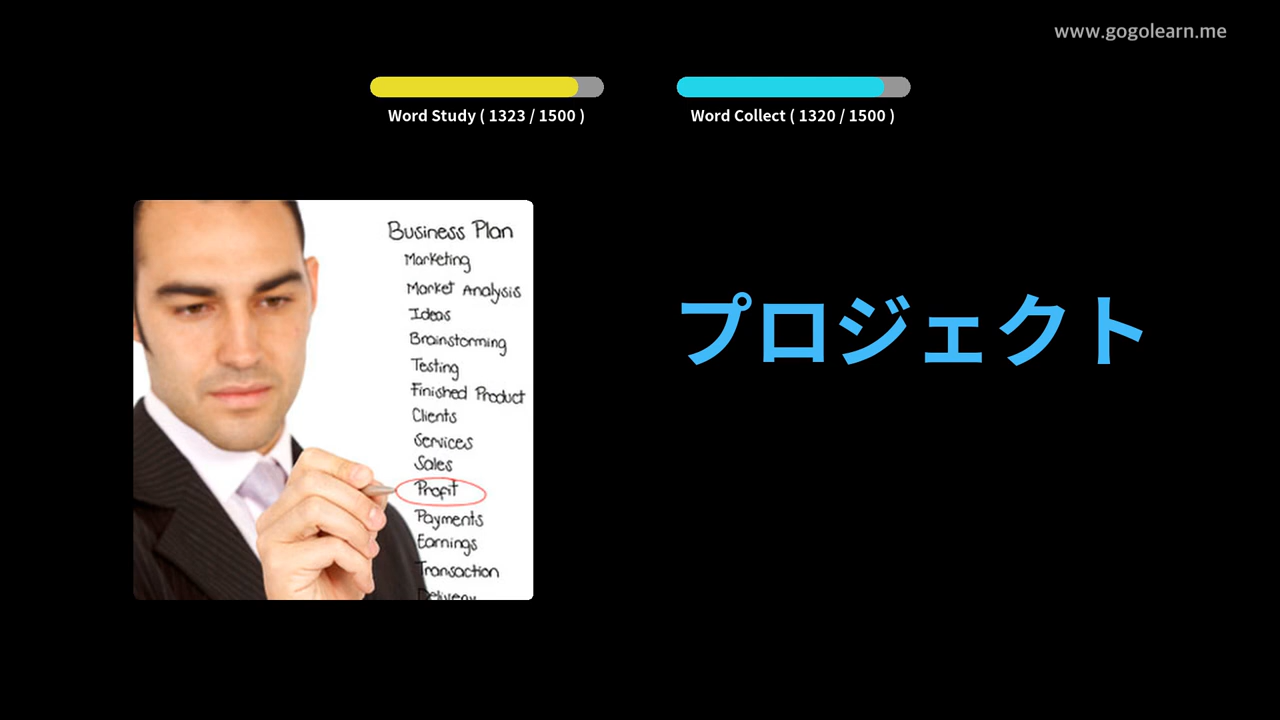 www.gogolearn.me
Word Study ( 1323 / 1500 )
Word Collect ( 1320 / 1500 )
Business Plan
Marketing
Market Analysis
Ideas
Brainstorming
Testing
Finished Product
Clients
Services
Sales
Profit
Payments
Earnings
Transaction
Delivery
プロジェクト